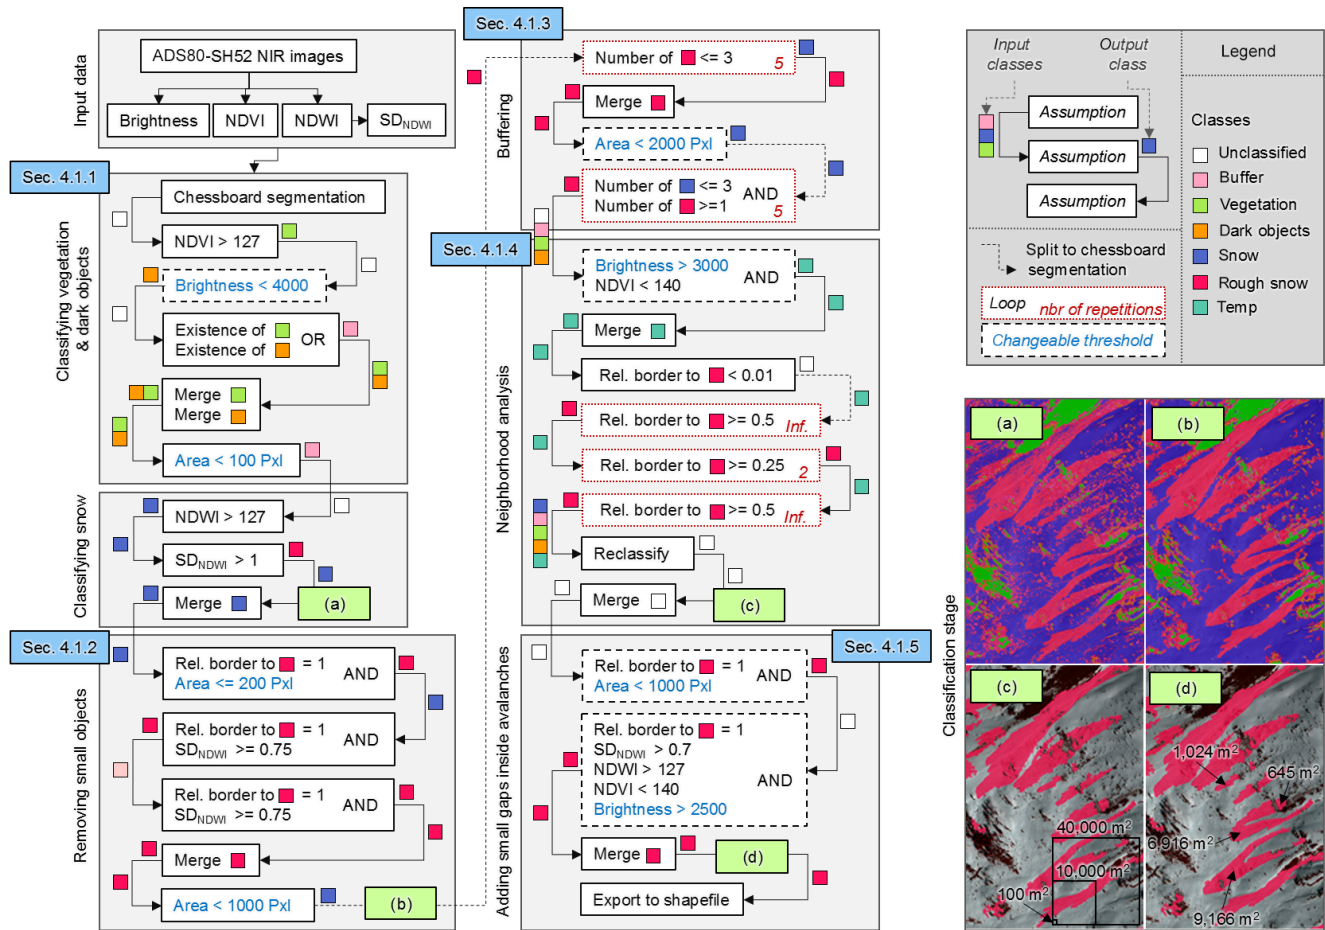 Input data
ADS80-SH52 NIR images
Brightness
NDVI
NDWI
SD_NDWI
Sec. 4.1.1
Classifying vegetation
& dark objects
Chessboard segmentation
NDVI > 127
Brightness < 4000
Existence of
Existence of
OR
Merge
Merge
Area < 100 Pxl
Classifying snow
NDWI > 127
SD_NDWI > 1
Merge
(a)
Sec. 4.1.2
Removing small objects
Rel. border to = 1
Area <= 200 Pxl
AND
Rel. border to = 1
SD_NDWI >= 0.75
AND
Rel. border to = 1
SD_NDWI >= 0.75
AND
Merge
Area < 1000 Pxl
(b)
Sec. 4.1.3
Buffering
Number of <= 3
5
Merge
Area < 2000 Pxl
Number of <= 3
Number of >=1
AND
5
Sec. 4.1.4
Neighborhood analysis
Brightness > 3000
NDVI < 140
AND
Merge
Rel. border to < 0.01
Rel. border to >= 0.5
Inf.
Rel. border to >= 0.25
2
Rel. border to >= 0.5
Inf.
Reclassify
Merge
(c)
Sec. 4.1.5
Adding small gaps inside avalanches
Rel. border to = 1
Area < 1000 Pxl
AND
Rel. border to = 1
SD_NDWI > 0.7
NDWI > 127
NDVI < 140
Brightness > 2500
AND
Merge
(d)
Export to shapefile
Input
classes
Output
class
Assumption
Assumption
Assumption
Split to chessboard
segmentation
Loop
nbr of repetitions
Changeable threshold
Legend
Classes
Unclassified
Buffer
Vegetation
Dark objects
Snow
Rough snow
Temp
Classification stage
(a)
(b)
(c)
40,000 m²
10,000 m²
100 m²
(d)
1,024 m²
645 m²
6,916 m²
9,166 m²